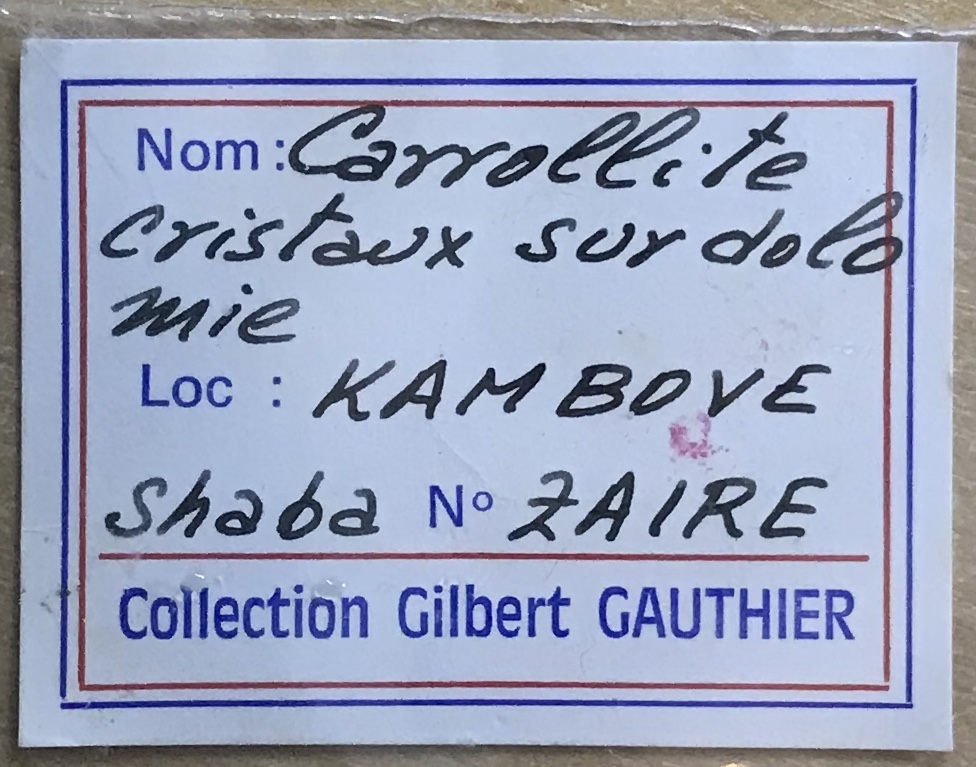 Nom : Carrollite
cristaux sur dolo
mie
Loc : KAMBOVE
Shaba N° ZAIRE
Collection Gilbert GAUTHIER